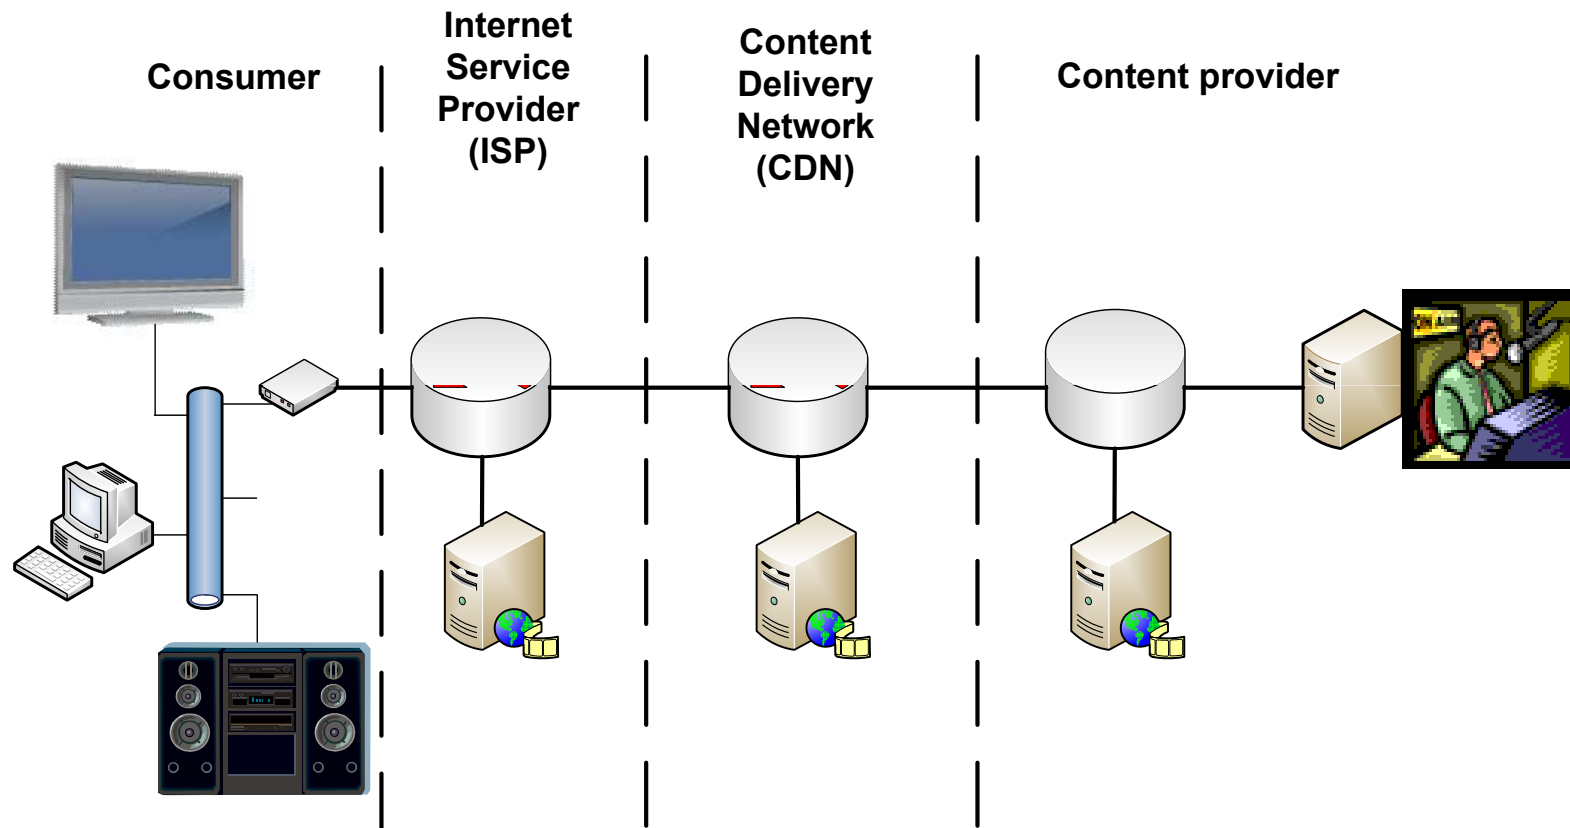 Consumer
Internet
Service
Provider
(ISP)
Content
Delivery
Network
(CDN)
Content provider